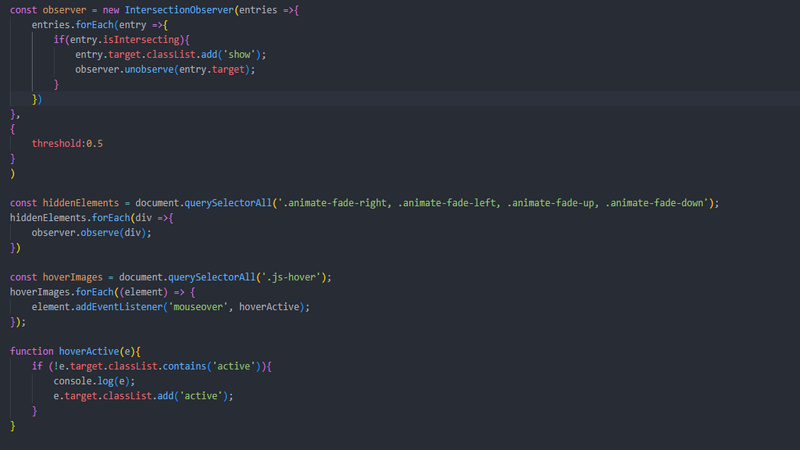 const observer = new IntersectionObserver(entries =>{
    entries.forEach(entry =>{
        if(entry.isIntersecting){
            entry.target.classList.add('show');
            observer.unobserve(entry.target);
        }
    })
},
{
    threshold:0.5
}
)

const hiddenElements = document.querySelectorAll('.animate-fade-right, .animate-fade-left, .animate-fade-up, .animate-fade-down');
hiddenElements.forEach(div =>{
    observer.observe(div);
})

const hoverImages = document.querySelectorAll('.js-hover');
hoverImages.forEach((element) => {
    element.addEventListener('mouseover', hoverActive);
});

function hoverActive(e){
    if (!e.target.classList.contains('active')){
        console.log(e);
        e.target.classList.add('active');
    }
}